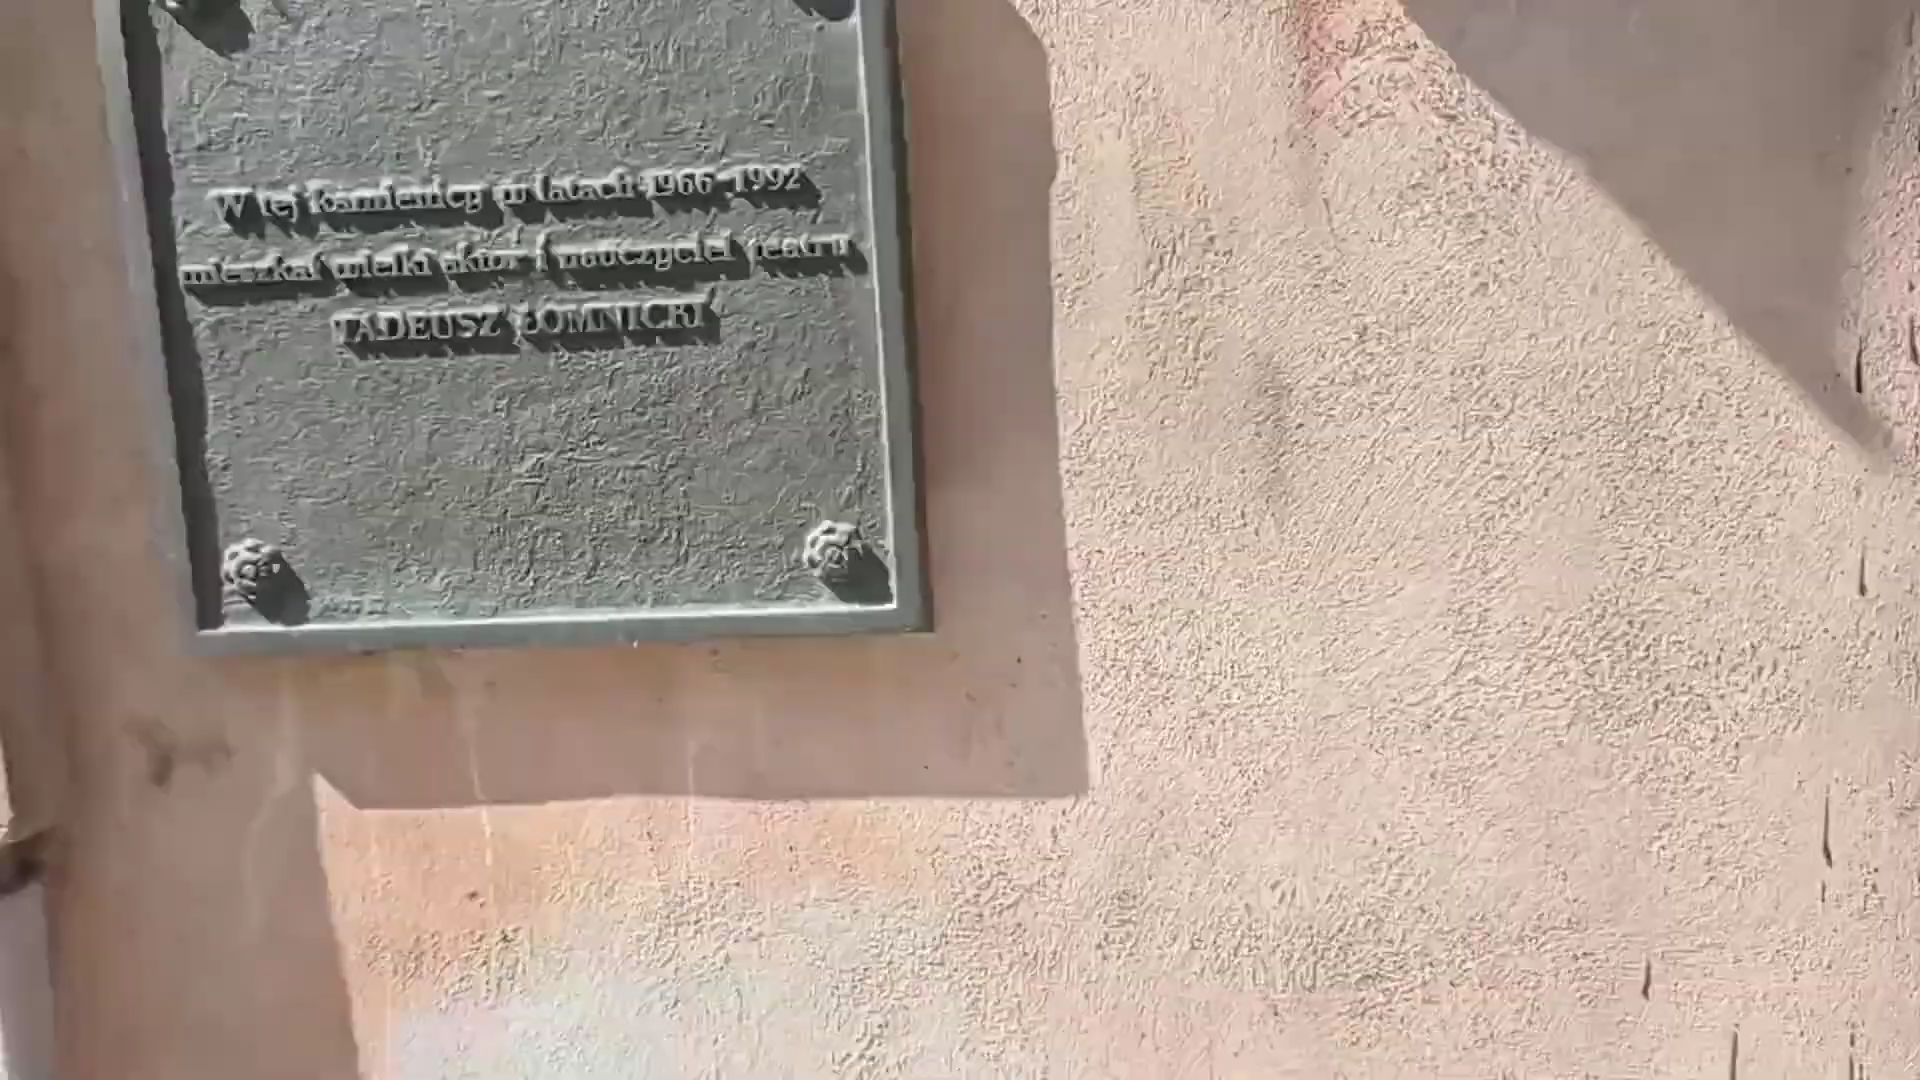 W tej kamienicy w latach 1966-1992
mieszkał wielki aktor i nauczyciel teatru
TADEUSZ ŁOMNICKI